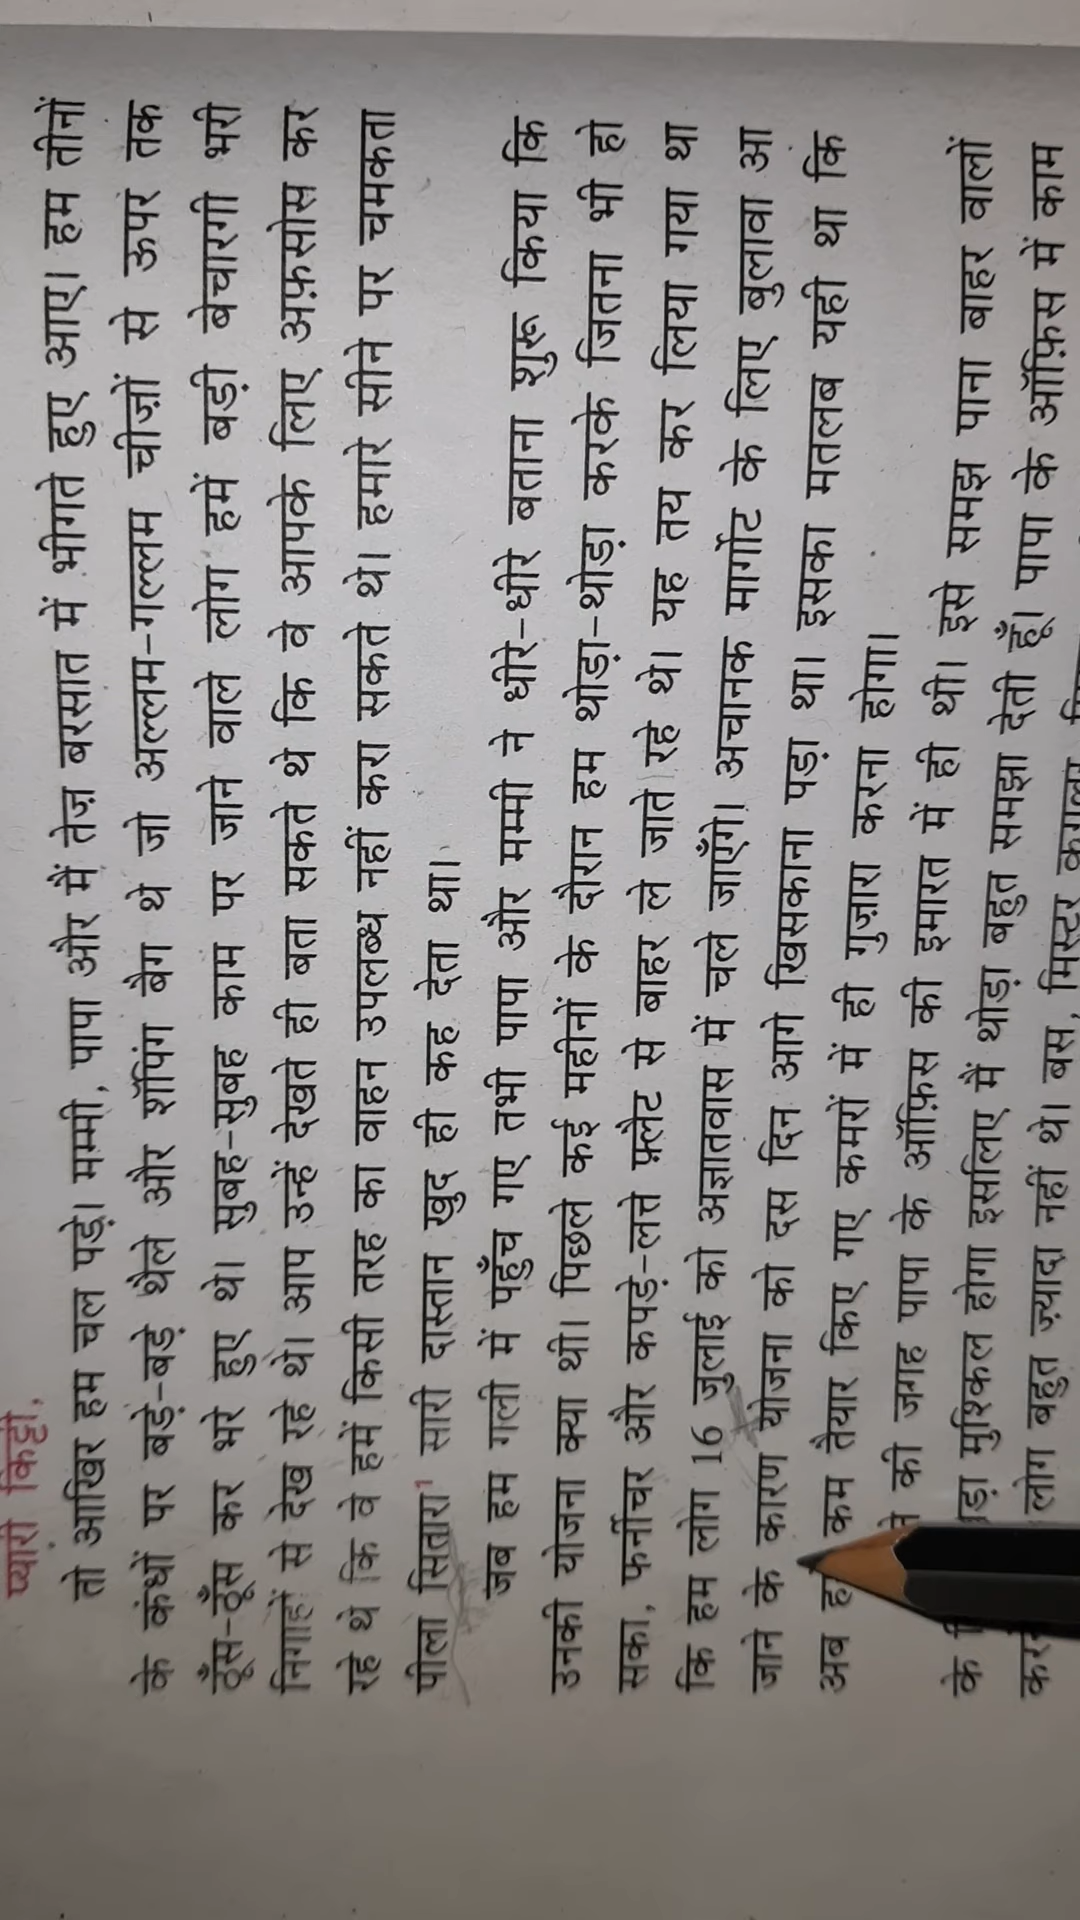 प्यारी किट्टी,
तो आखिर हम चल पड़े। मम्मी, पापा और मैं तेज़ बरसात में भीगते हुए आए। हम तीनों
के कंधों पर बड़े-बड़े थैले और शॉपिंग बैग थे जो अल्लम-गल्लम चीज़ों से ऊपर तक
ठूँस-ठूँस कर भरे हुए थे। सुबह-सुबह काम पर जाने वाले लोग हमें बड़ी बेचारगी भरी
निगाहों से देख रहे थे। आप उन्हें देखते ही बता सकते थे कि वे आपके लिए अफ़सोस कर
रहे थे कि वे हमें किसी तरह का वाहन उपलब्ध नहीं करा सकते थे। हमारे सीने पर चमकता
पीला सितारा¹ सारी दास्तान खुद ही कह देता था।
जब हम गली में पहुँच गए तभी पापा और मम्मी ने धीरे-धीरे बताना शुरू किया कि
उनकी योजना क्या थी। पिछले कई महीनों के दौरान हम थोड़ा-थोड़ा करके जितना भी हो
सका, फर्नीचर और कपड़े-लत्ते फ़्लैट से बाहर ले जाते रहे थे। यह तय कर लिया गया था
कि हम लोग 16 जुलाई को अज्ञातवास में चले जाएँगे। अचानक मार्गोट के लिए बुलावा आ
जाने के कारण योजना को दस दिन आगे खिसकाना पड़ा था। इसका मतलब यही था कि
अब कम तैयार किए गए कमरों में ही गुज़ारा करना होगा।
की जगह पापा के ऑफ़िस की इमारत में ही थी। इसे समझ पाना बाहर वालों
के मुश्किल होगा इसलिए मैं थोड़ा बहुत समझा देती हूँ। पापा के ऑफ़िस में काम
लोग बहुत ज़्यादा नहीं थे। बस, मिस्टर